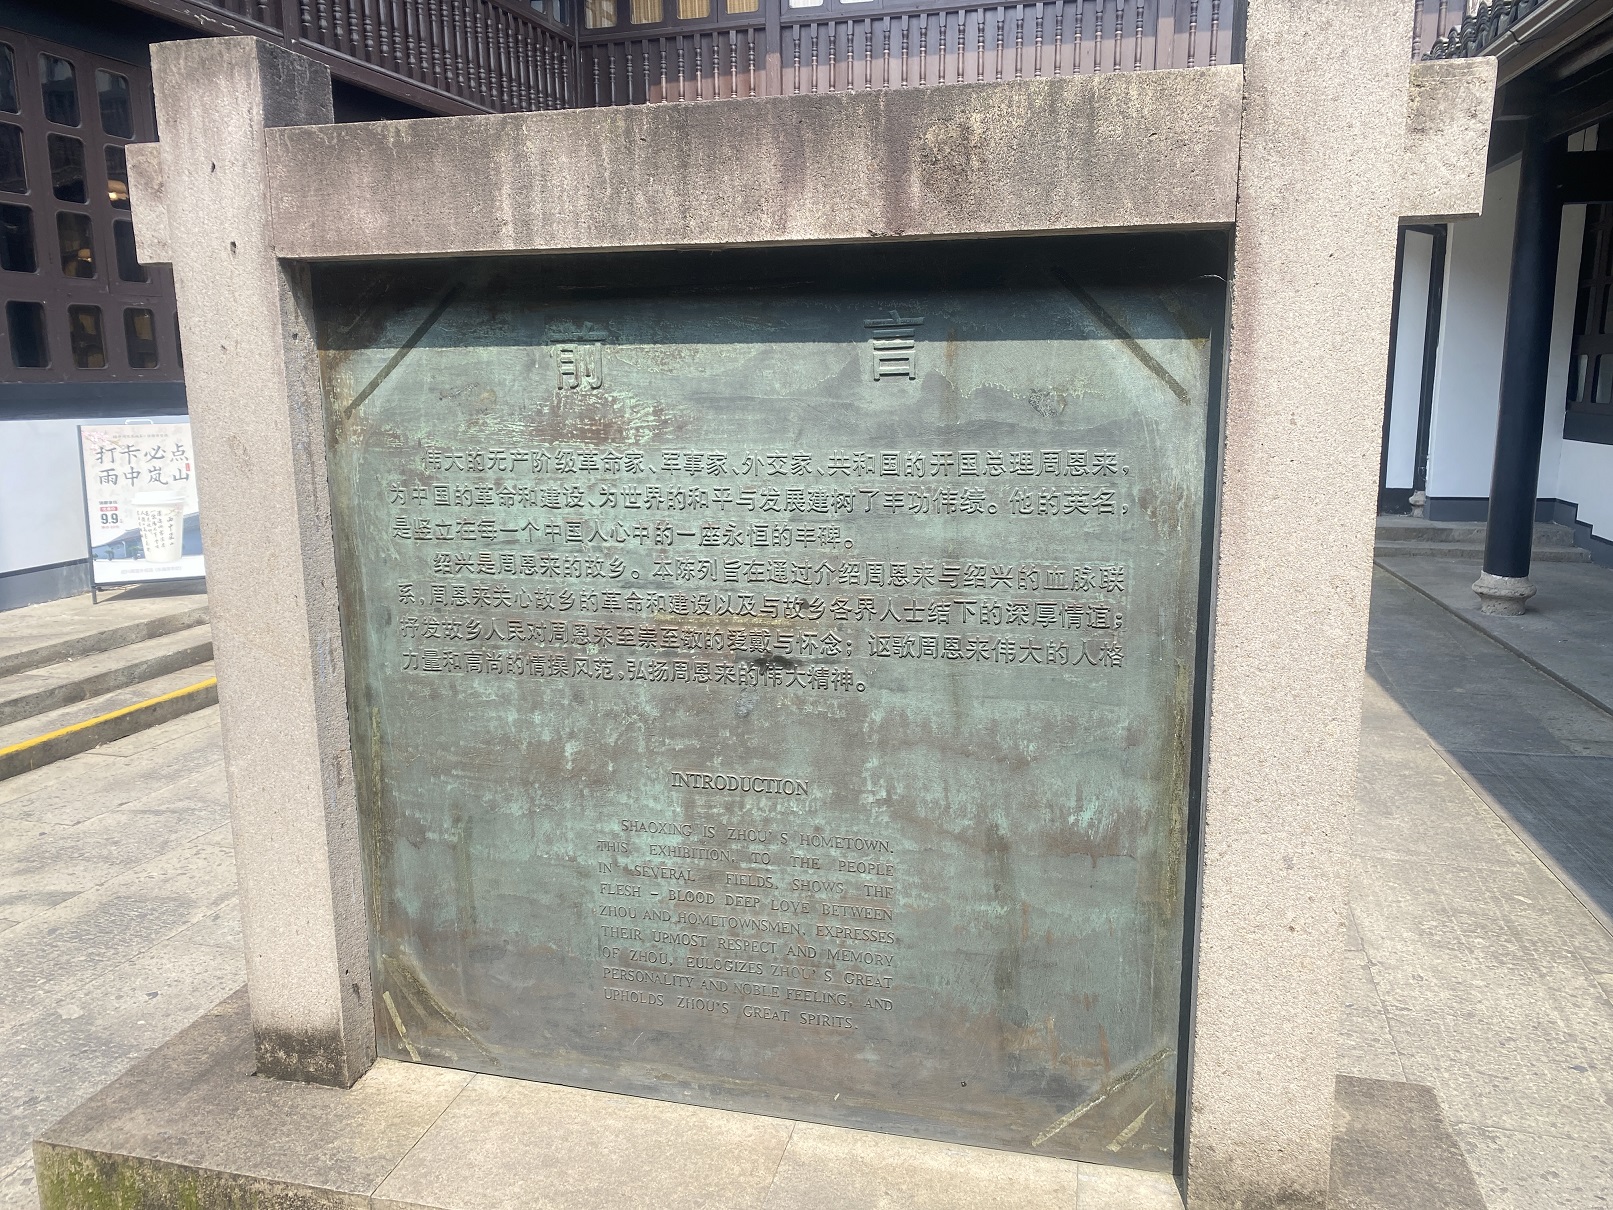 前 言
伟大的无产阶级革命家、军事家、外交家、共和国的开国总理周恩来,
为中国的革命和建设、为世界的和平与发展建树了丰功伟绩。他的英名,
是竖立在每一个中国人心中的一座永恒的丰碑。
绍兴是周恩来的故乡。本陈列旨在通过介绍周恩来与绍兴的血脉联
系,周恩来关心故乡的革命和建设以及与故乡各界人士结下的深厚情谊;
抒发故乡人民对周恩来至崇至敬的爱戴与怀念;讴歌周恩来伟大的人格
力量和高尚的情操风范,弘扬周恩来的伟大精神。
INTRODUCTION
SHAOXING IS ZHOU'S HOMETOWN.
THIS EXHIBITION, TO THE PEOPLE
IN SEVERAL FIELDS, SHOWS THE
FLESH - BLOOD DEEP LOVE BETWEEN
ZHOU AND HOMETOWNSMEN, EXPRESSES
THEIR UPMOST RESPECT AND MEMORY
OF ZHOU, EULOGIZES ZHOU'S GREAT
PERSONALITY AND NOBLE FEELING, AND
UPHOLDS ZHOU'S GREAT SPIRITS.
打卡必点
雨中岚山
9.9